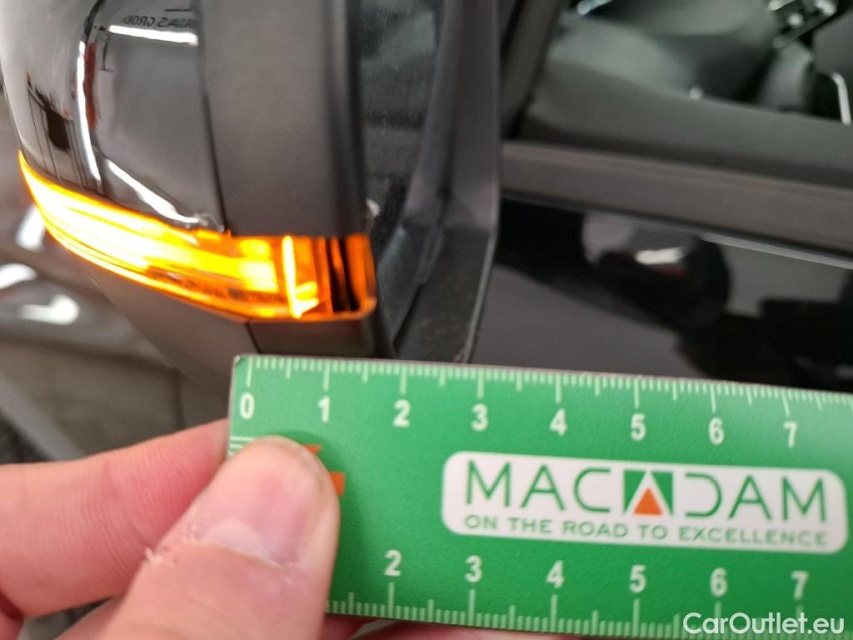 0 1 2 3 4 5 6 7
MACADAM
ON THE ROAD TO EXCELLENCE
2 3 4 5 6 7
CarOutlet.eu